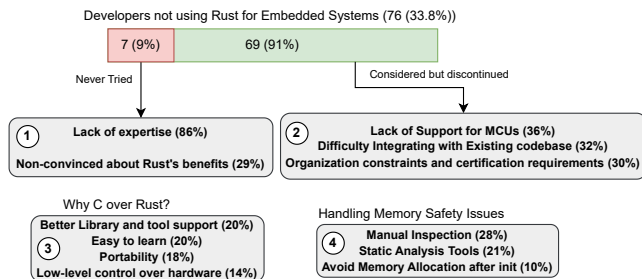 Developers not using Rust for Embedded Systems (76 (33.8%))
7 (9%)
69 (91%)
Never Tried
Considered but discontinued
1
Lack of expertise (86%)
Non-convinced about Rust's benefits (29%)
2
Lack of Support for MCUs (36%)
Difficulty Integrating with Existing codebase (32%)
Organization constraints and certification requirements (30%)
Why C over Rust?
Better Library and tool support (20%)
Easy to learn (20%)
3
Portability (18%)
Low-level control over hardware (14%)
Handling Memory Safety Issues
4
Manual Inspection (28%)
Static Analysis Tools (21%)
Avoid Memory Allocation after init (10%)